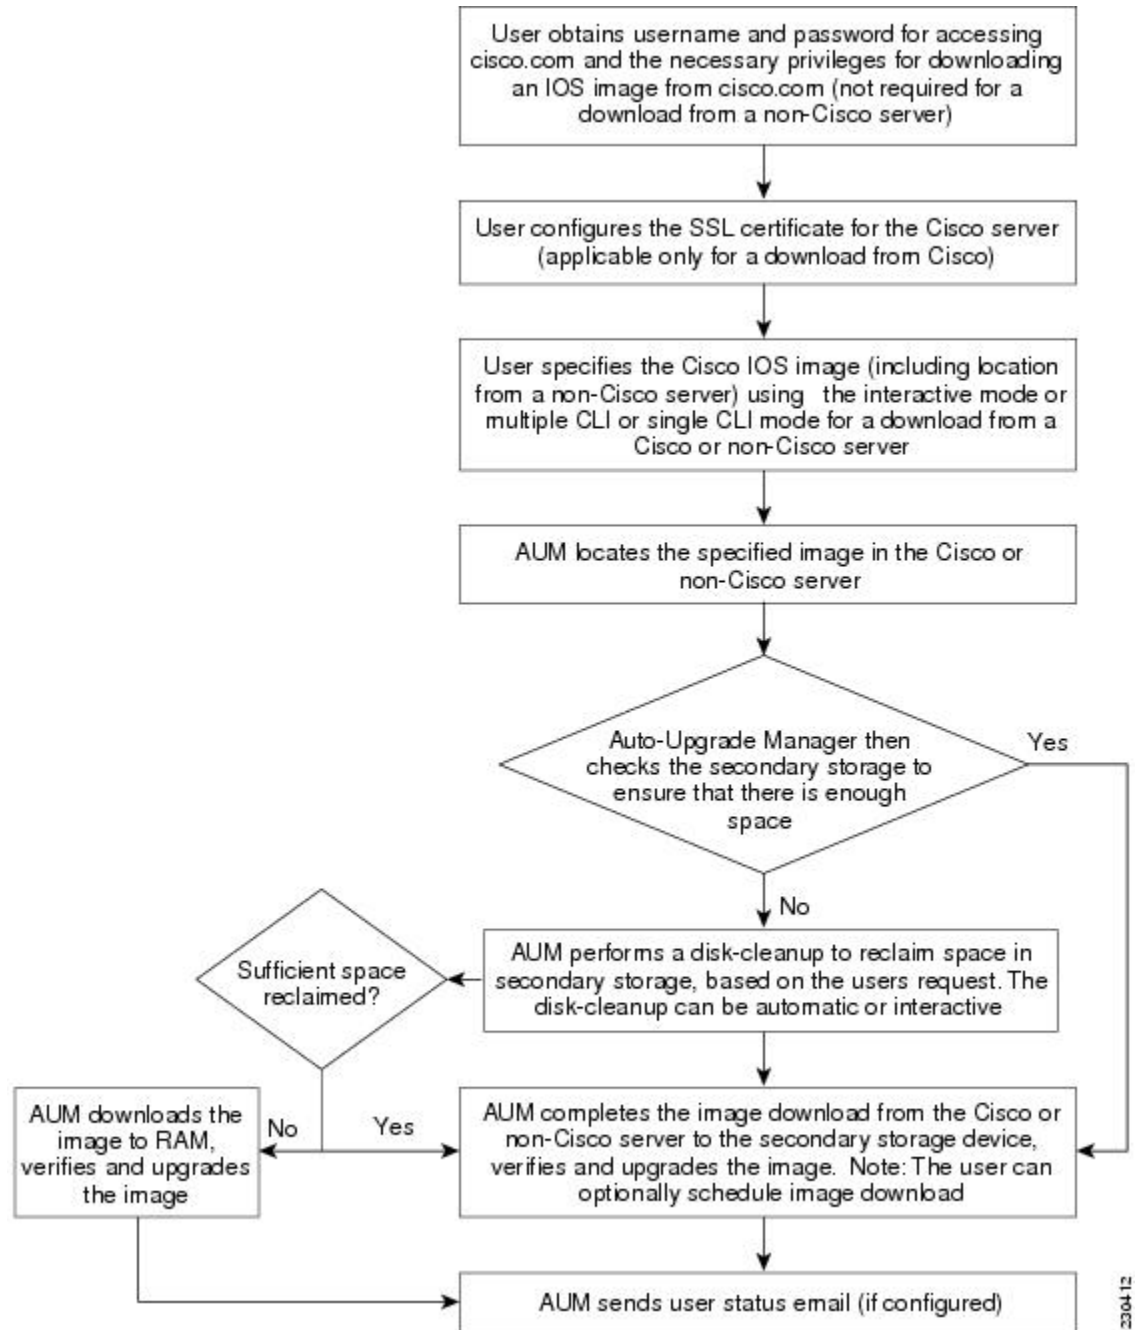 User obtains username and password for accessing
cisco.com and the necessary privileges for downloading
an IOS image from cisco.com (not required for a
download from a non-Cisco server)
User configures the SSL certificate for the Cisco server
(applicable only for a download from Cisco)
User specifies the Cisco IOS image (including location
from a non-Cisco server) using the interactive mode or
multiple CLI or single CLI mode for a download from a
Cisco or non-Cisco server
AUM locates the specified image in the Cisco or
non-Cisco server
Auto-Upgrade Manager then
checks the secondary storage to
ensure that there is enough
space
Yes
No
AUM performs a disk-cleanup to reclaim space in
secondary storage, based on the users request. The
disk-cleanup can be automatic or interactive
Sufficient space
reclaimed?
No
Yes
AUM downloads the
image to RAM,
verifies and upgrades
the image
AUM completes the image download from the Cisco or
non-Cisco server to the secondary storage device,
verifies and upgrades the image. Note: The user can
optionally schedule image download
AUM sends user status email (if configured)
230412